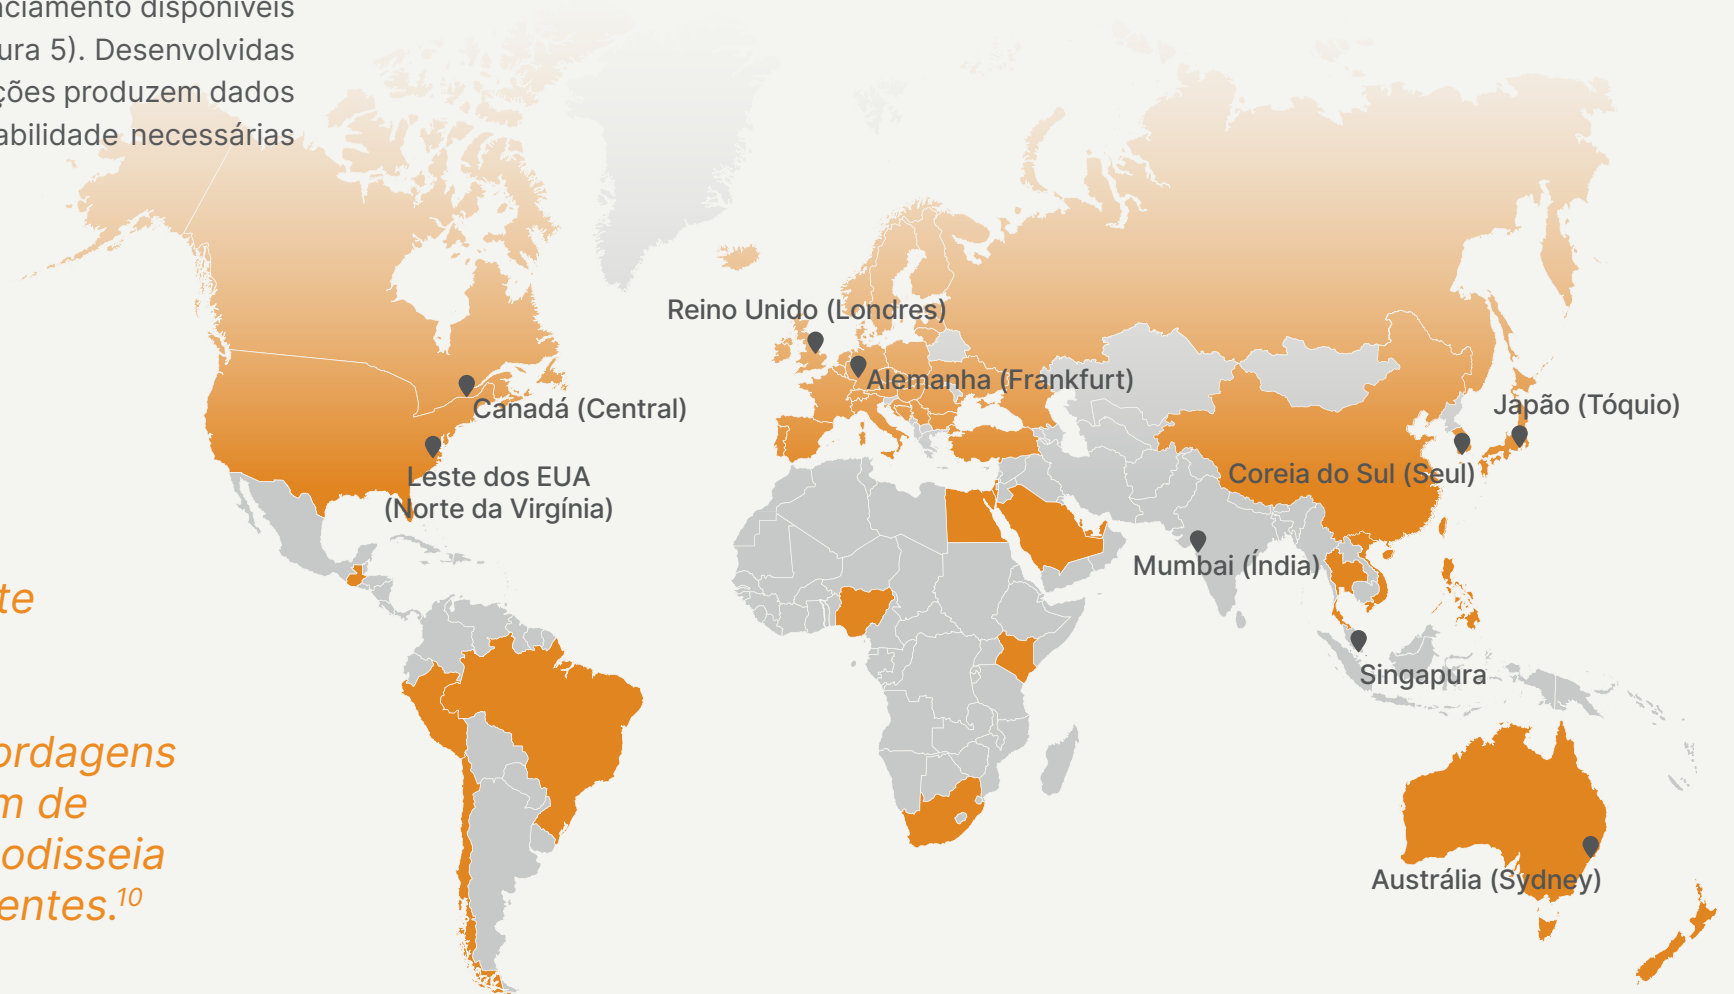 nciamento disponíveis
ura 5). Desenvolvidas
ções produzem dados
abilidade necessárias
Reino Unido (Londres)
Alemanha (Frankfurt)
Canadá (Central)
Japão (Tóquio)
Leste dos EUA
(Norte da Virgínia)
Coreia do Sul (Seul)
Mumbai (Índia)
te
Singapura
ordagens
m de
odisseia
entes.10
Austrália (Sydney)